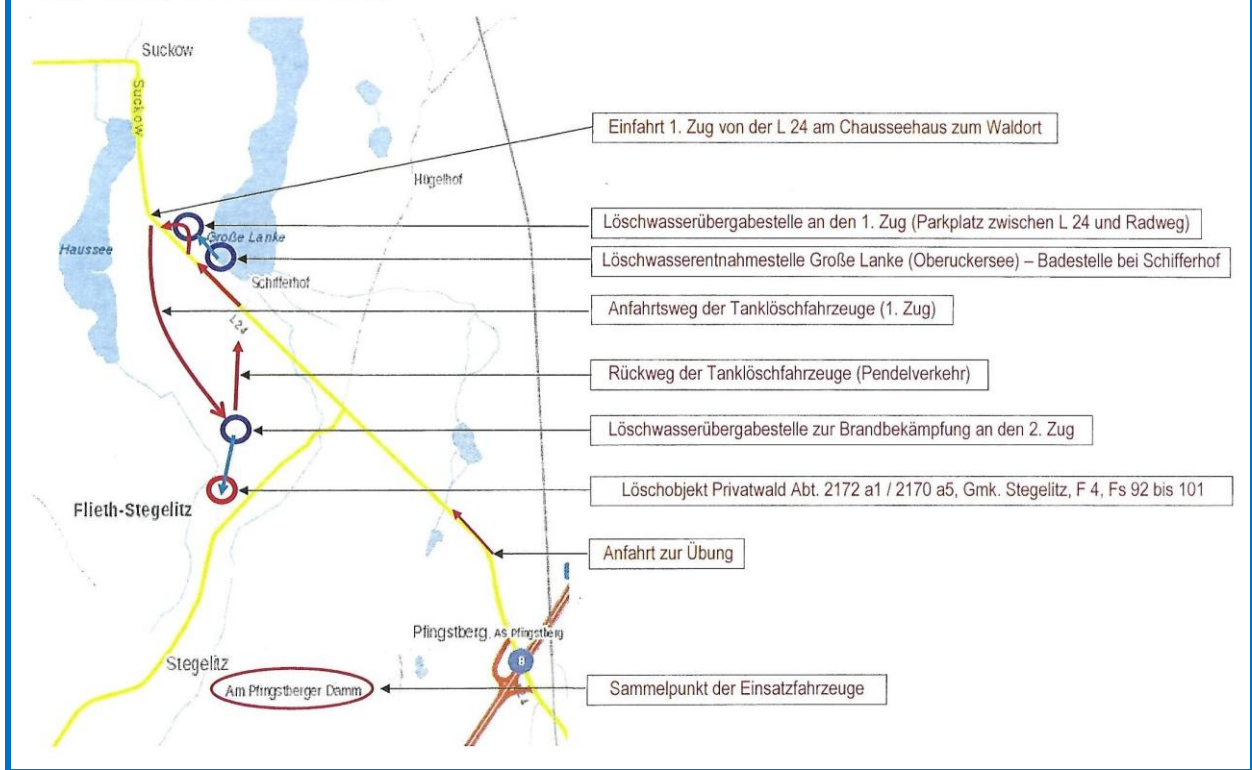 Suckow
Suckow
Einfahrt 1. Zug von der L 24 am Chausseehaus zum Waldort
Hügelhof
Löschwasserübergabestelle an den 1. Zug (Parkplatz zwischen L 24 und Radweg)
Große Lanke
Haussee
Löschwasserentnahmestelle Große Lanke (Oberuckersee) – Badestelle bei Schifferhof
Schifferhof
Anfahrtsweg der Tanklöschfahrzeuge (1. Zug)
L 24
Rückweg der Tanklöschfahrzeuge (Pendelverkehr)
Löschwasserübergabestelle zur Brandbekämpfung an den 2. Zug
Löschobjekt Privatwald Abt. 2172 a1 / 2170 a5, Gmk. Stegelitz, F 4, Fs 92 bis 101
Flieth-Stegelitz
Anfahrt zur Übung
Pfingstberg, AS Pfingstberg
8
Stegelitz
Am Pfingstberger Damm
Sammelpunkt der Einsatzfahrzeuge